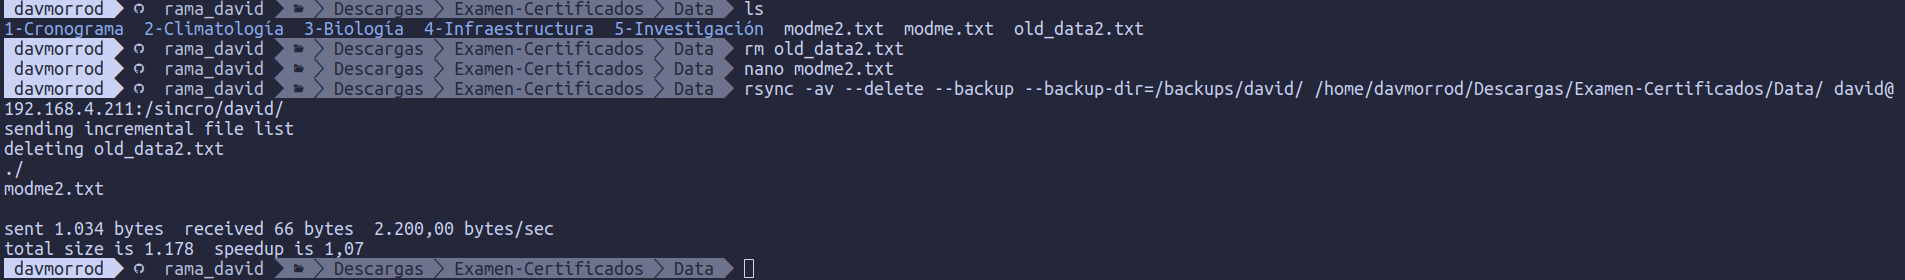 davmorrod rama_david Descargas Examen-Certificados Data ls
1-Cronograma 2-Climatología 3-Biología 4-Infraestructura 5-Investigación modme2.txt modme.txt old_data2.txt
davmorrod rama_david Descargas Examen-Certificados Data rm old_data2.txt
davmorrod rama_david Descargas Examen-Certificados Data nano modme2.txt
davmorrod rama_david Descargas Examen-Certificados Data rsync -av --delete --backup --backup-dir=/backups/david/ /home/davmorrod/Descargas/Examen-Certificados/Data/ david@
192.168.4.211:/sincro/david/
sending incremental file list
deleting old_data2.txt
./
modme2.txt
sent 1.034 bytes received 66 bytes 2.200,00 bytes/sec
total size is 1.178 speedup is 1,07
davmorrod rama_david Descargas Examen-Certificados Data